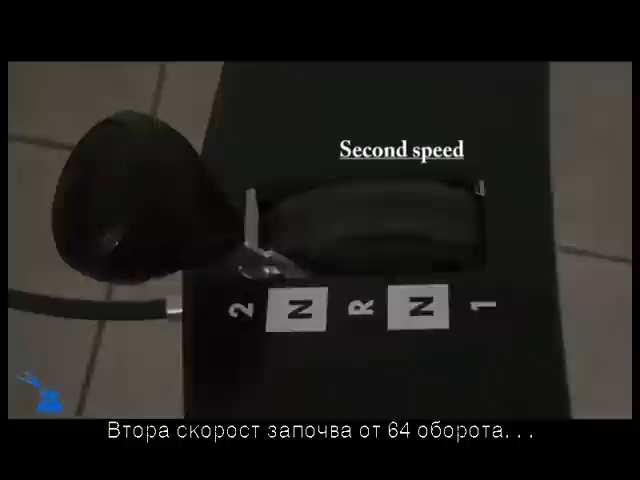 Second speed
2 N R N 1
Втора скорост започва от 64 оборота. . .